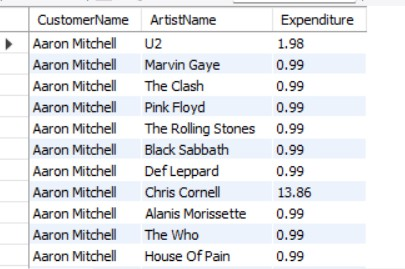 CustomerName ArtistName Expenditure
Aaron Mitchell U2 1.98
Aaron Mitchell Marvin Gaye 0.99
Aaron Mitchell The Clash 0.99
Aaron Mitchell Pink Floyd 0.99
Aaron Mitchell The Rolling Stones 0.99
Aaron Mitchell Black Sabbath 0.99
Aaron Mitchell Def Leppard 0.99
Aaron Mitchell Chris Cornell 13.86
Aaron Mitchell Alanis Morissette 0.99
Aaron Mitchell The Who 0.99
Aaron Mitchell House Of Pain 0.99